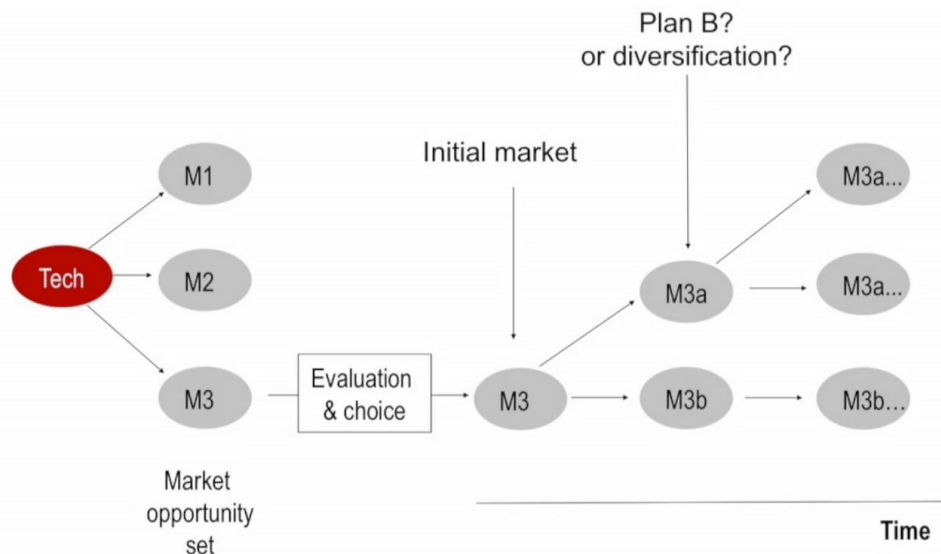 Plan B?
or diversification?
Initial market
M1
M3a...
Tech
M2
M3a
M3a...
M3
Evaluation
& choice
M3
M3b
M3b...
Market
opportunity
set
Time